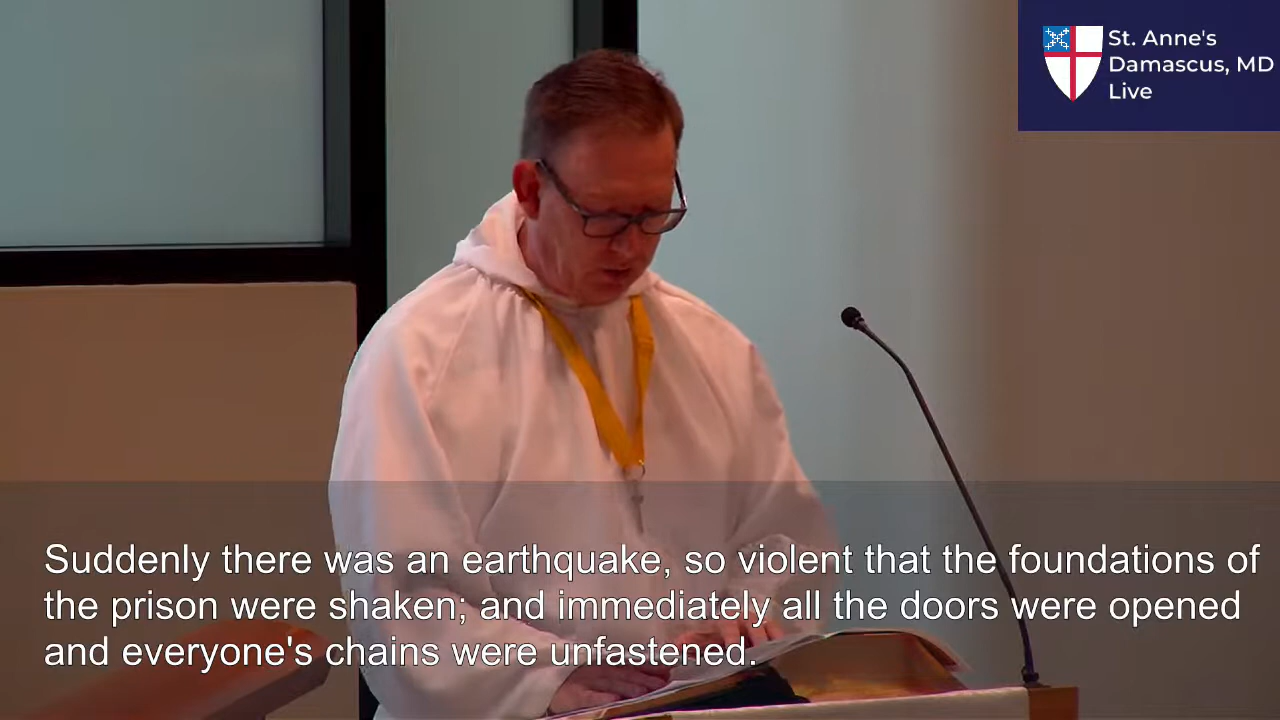 St. Anne's
Damascus, MD
Live
Suddenly there was an earthquake, so violent that the foundations of
the prison were shaken; and immediately all the doors were opened
and everyone's chains were unfastened.